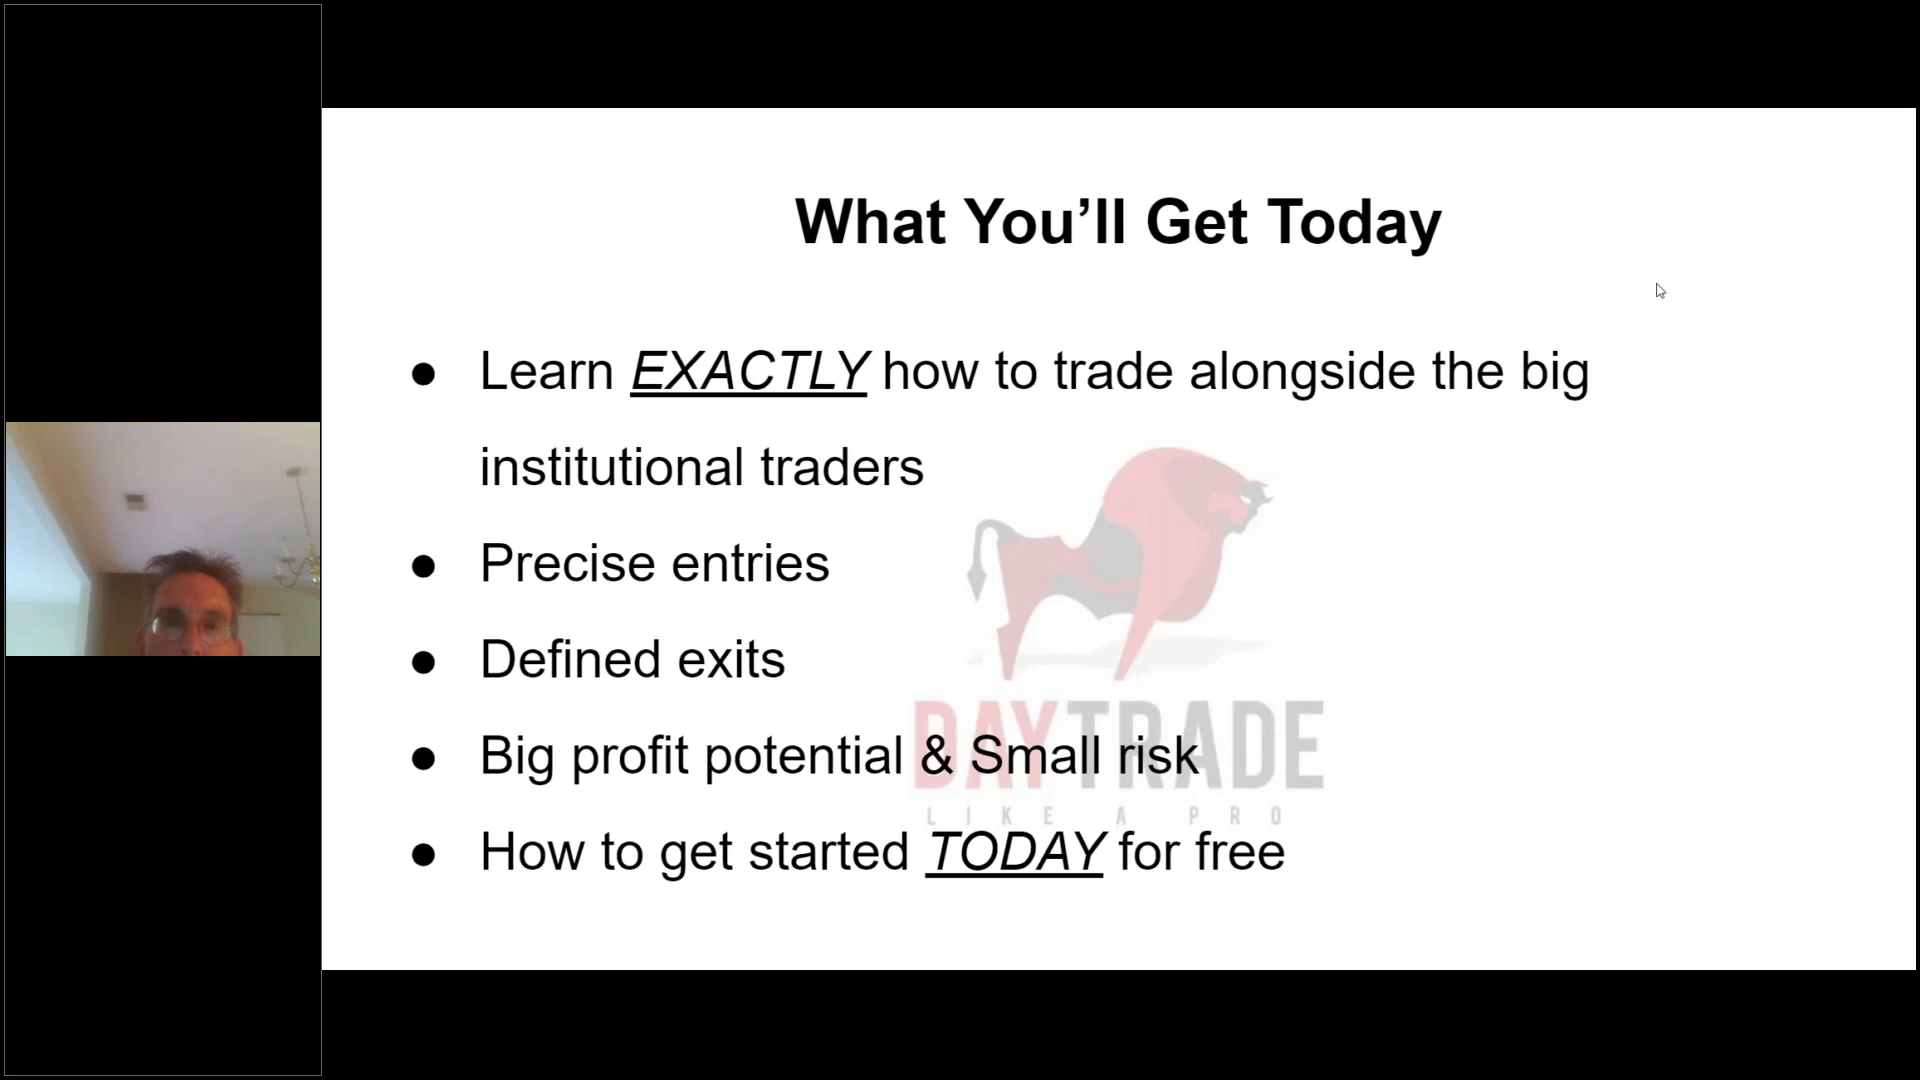 What You’ll Get Today
● Learn EXACTLY how to trade alongside the big
institutional traders
● Precise entries
● Defined exits
● Big profit potential & Small risk
● How to get started TODAY for free
DAYTRADE
LIKE A PRO